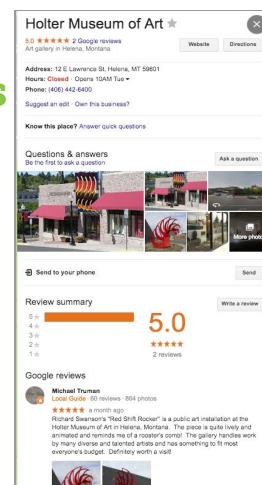 Holter Museum of Art ★
5.0 ★★★★★ 2 Google reviews
Art gallery in Helena, Montana
Website
Directions
Address: 12 E Lawrence St, Helena, MT 59601
Hours: Closed · Opens 10AM Tue
Phone: (406) 442-6400
Suggest an edit · Own this business?
Know this place? Answer quick questions
Questions & answers
Be the first to ask a question
Ask a question
More photo
Send to your phone
Send
Review summary
Write a review
5 ★
4 ★
3 ★
2 ★
1 ★
5.0
★★★★★
2 reviews
Google reviews
Michael Truman
Local Guide · 60 reviews · 864 photos
★★★★★ a month ago
Richard Swanson's "Red Shift Rocker" is a public art installation at the
Holter Museum of Art in Helena, Montana. The piece is quite lively and
animated and reminds me of a rooster's comb! The gallery handles work
by many diverse and talented artists and has something to fit most
everyone's budget. Definitely worth a visit!